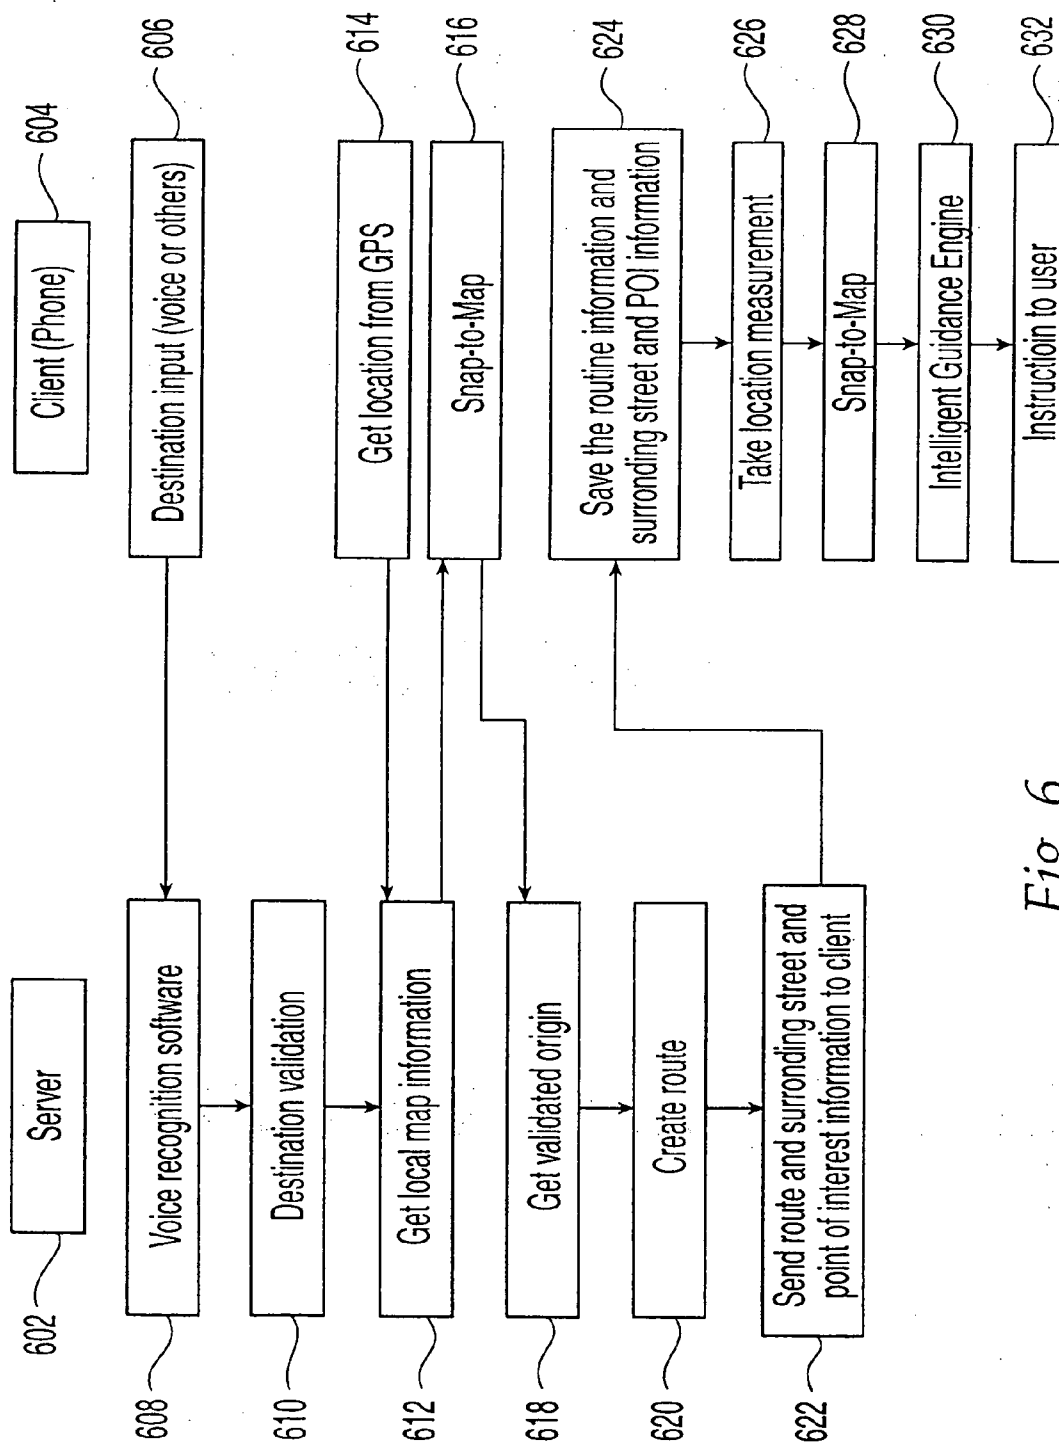 Server
602
Client (Phone)
604
Destination input (voice or others)
606
Voice recognition software
608
Destination validation
610
Get location from GPS
614
Get local map information
612
Snap-to-Map
616
Get validated origin
618
Create route
620
Send route and surronding street and
point of interest information to client
622
Save the routine information and
surronding street and POI information
624
Take location measurement
626
Snap-to-Map
628
Intelligent Guidance Engine
630
Instructioin to user
632
Fig. 6